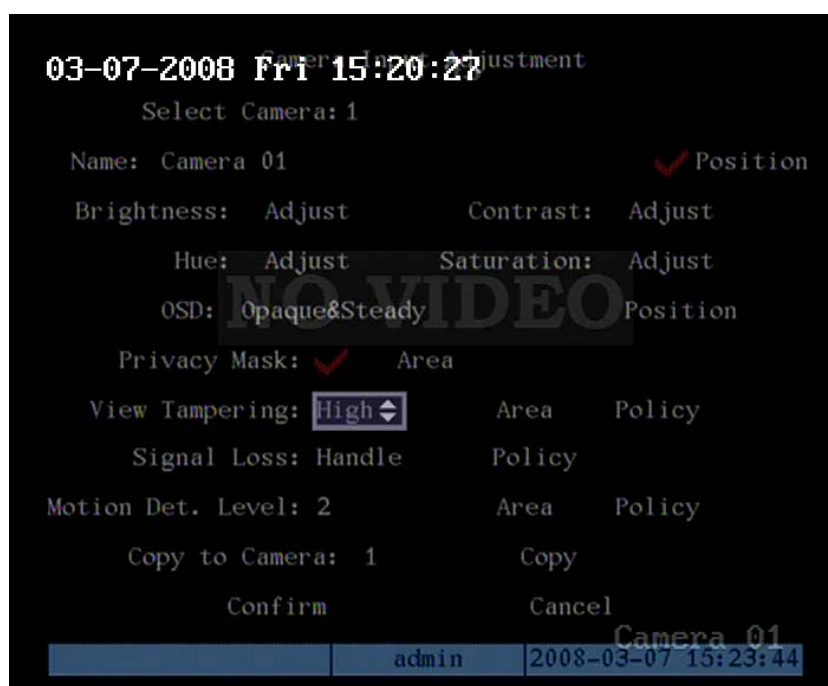 Camera Input Adjustment
03-07-2008 Fri 15:20:27
Select Camera: 1
Name: Camera 01 Position
Brightness: Adjust Contrast: Adjust
Hue: Adjust Saturation: Adjust
NO VIDEO
OSD: Opaque&Steady Position
Privacy Mask: Area
View Tampering: High Area Policy
Signal Loss: Handle Policy
Motion Det. Level: 2 Area Policy
Copy to Camera: 1 Copy
Confirm Cancel
Camera 01
admin 2008-03-07 15:23:44